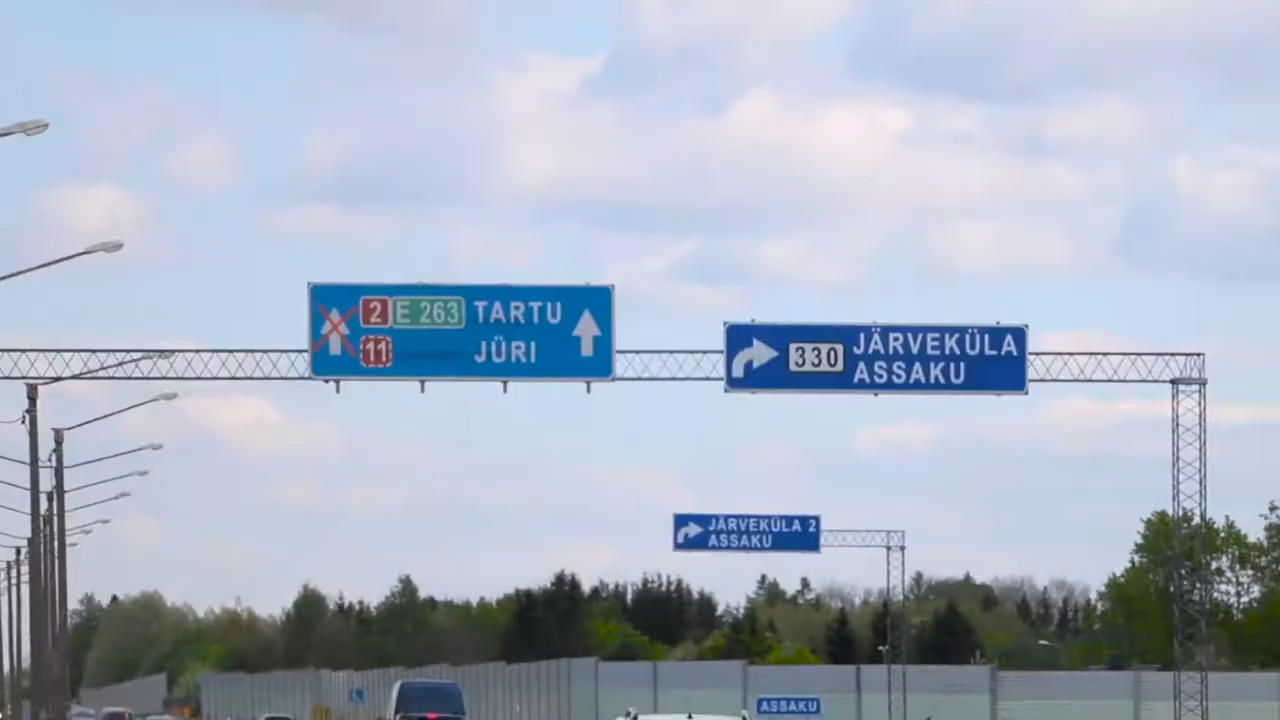 2 E 263 TARTU
11 JÜRI
330 JÄRVEKÜLA
ASSAKU
JÄRVEKÜLA 2
ASSAKU
ASSAKU